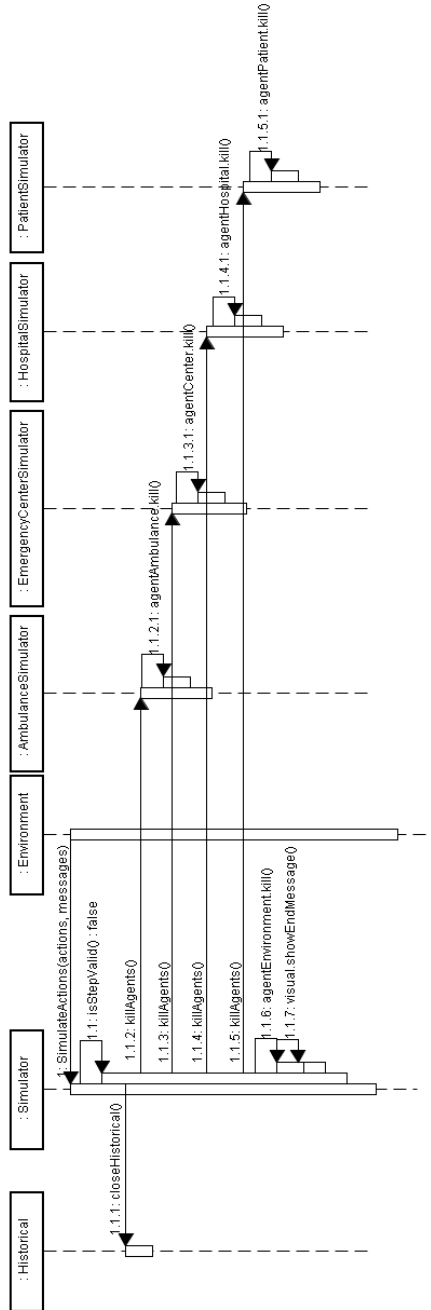 : Historical
: Simulator
: Environment
: AmbulanceSimulator
: EmergencyCenterSimulator
: HospitalSimulator
: PatientSimulator
1: SimulateActions(actions, messages)
1.1: isStepValid() : false
1.1.1: closeHistorical()
1.1.2: killAgents()
1.1.2.1: agentAmbulance.kill()
1.1.3: killAgents()
1.1.3.1: agentCenter.kill()
1.1.4: killAgents()
1.1.4.1: agentHospital.kill()
1.1.5: killAgents()
1.1.5.1: agentPatient.kill()
1.1.6: agentEnvironment.kill()
1.1.7: visual.showEndMessage()